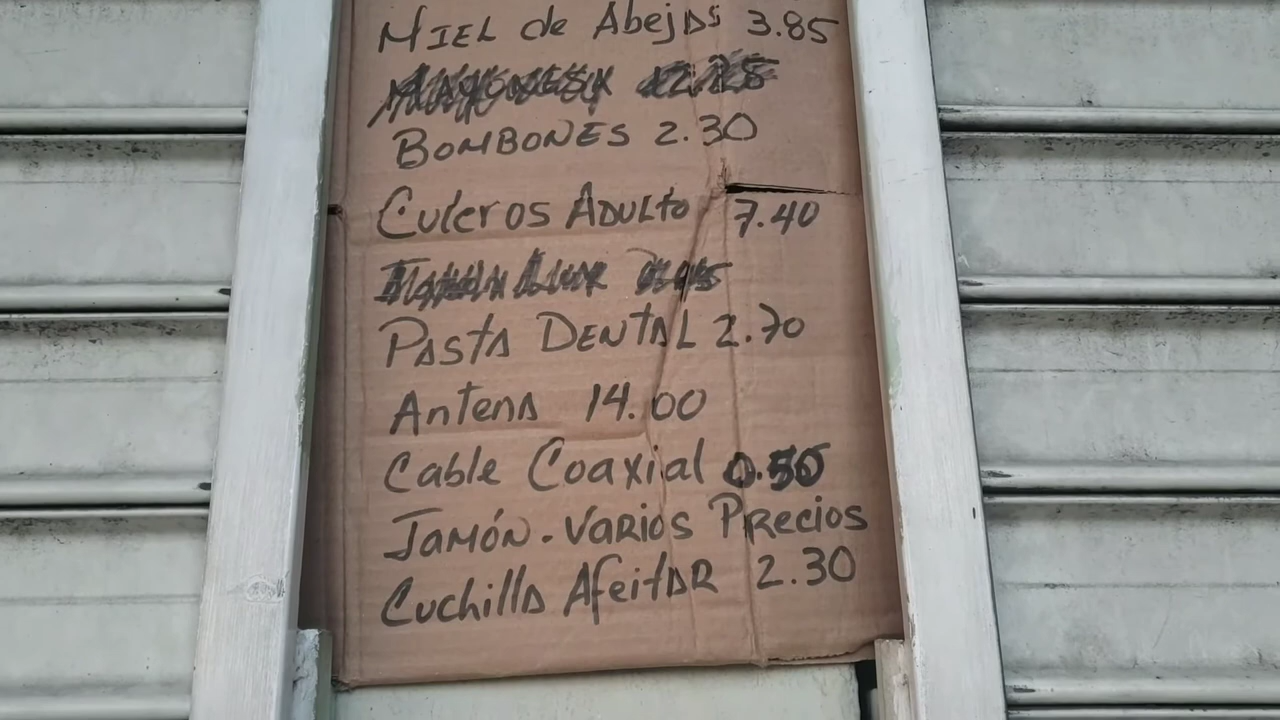 MIEL de Abejas 3.85
BOMBONES 2.30
Culeros Adulto 7.40
PASTA DENTAL 2.70
Antena 14.00
Cable Coaxial 0.50
Jamón. Varios Precios
Cuchilla Afeitar 2.30